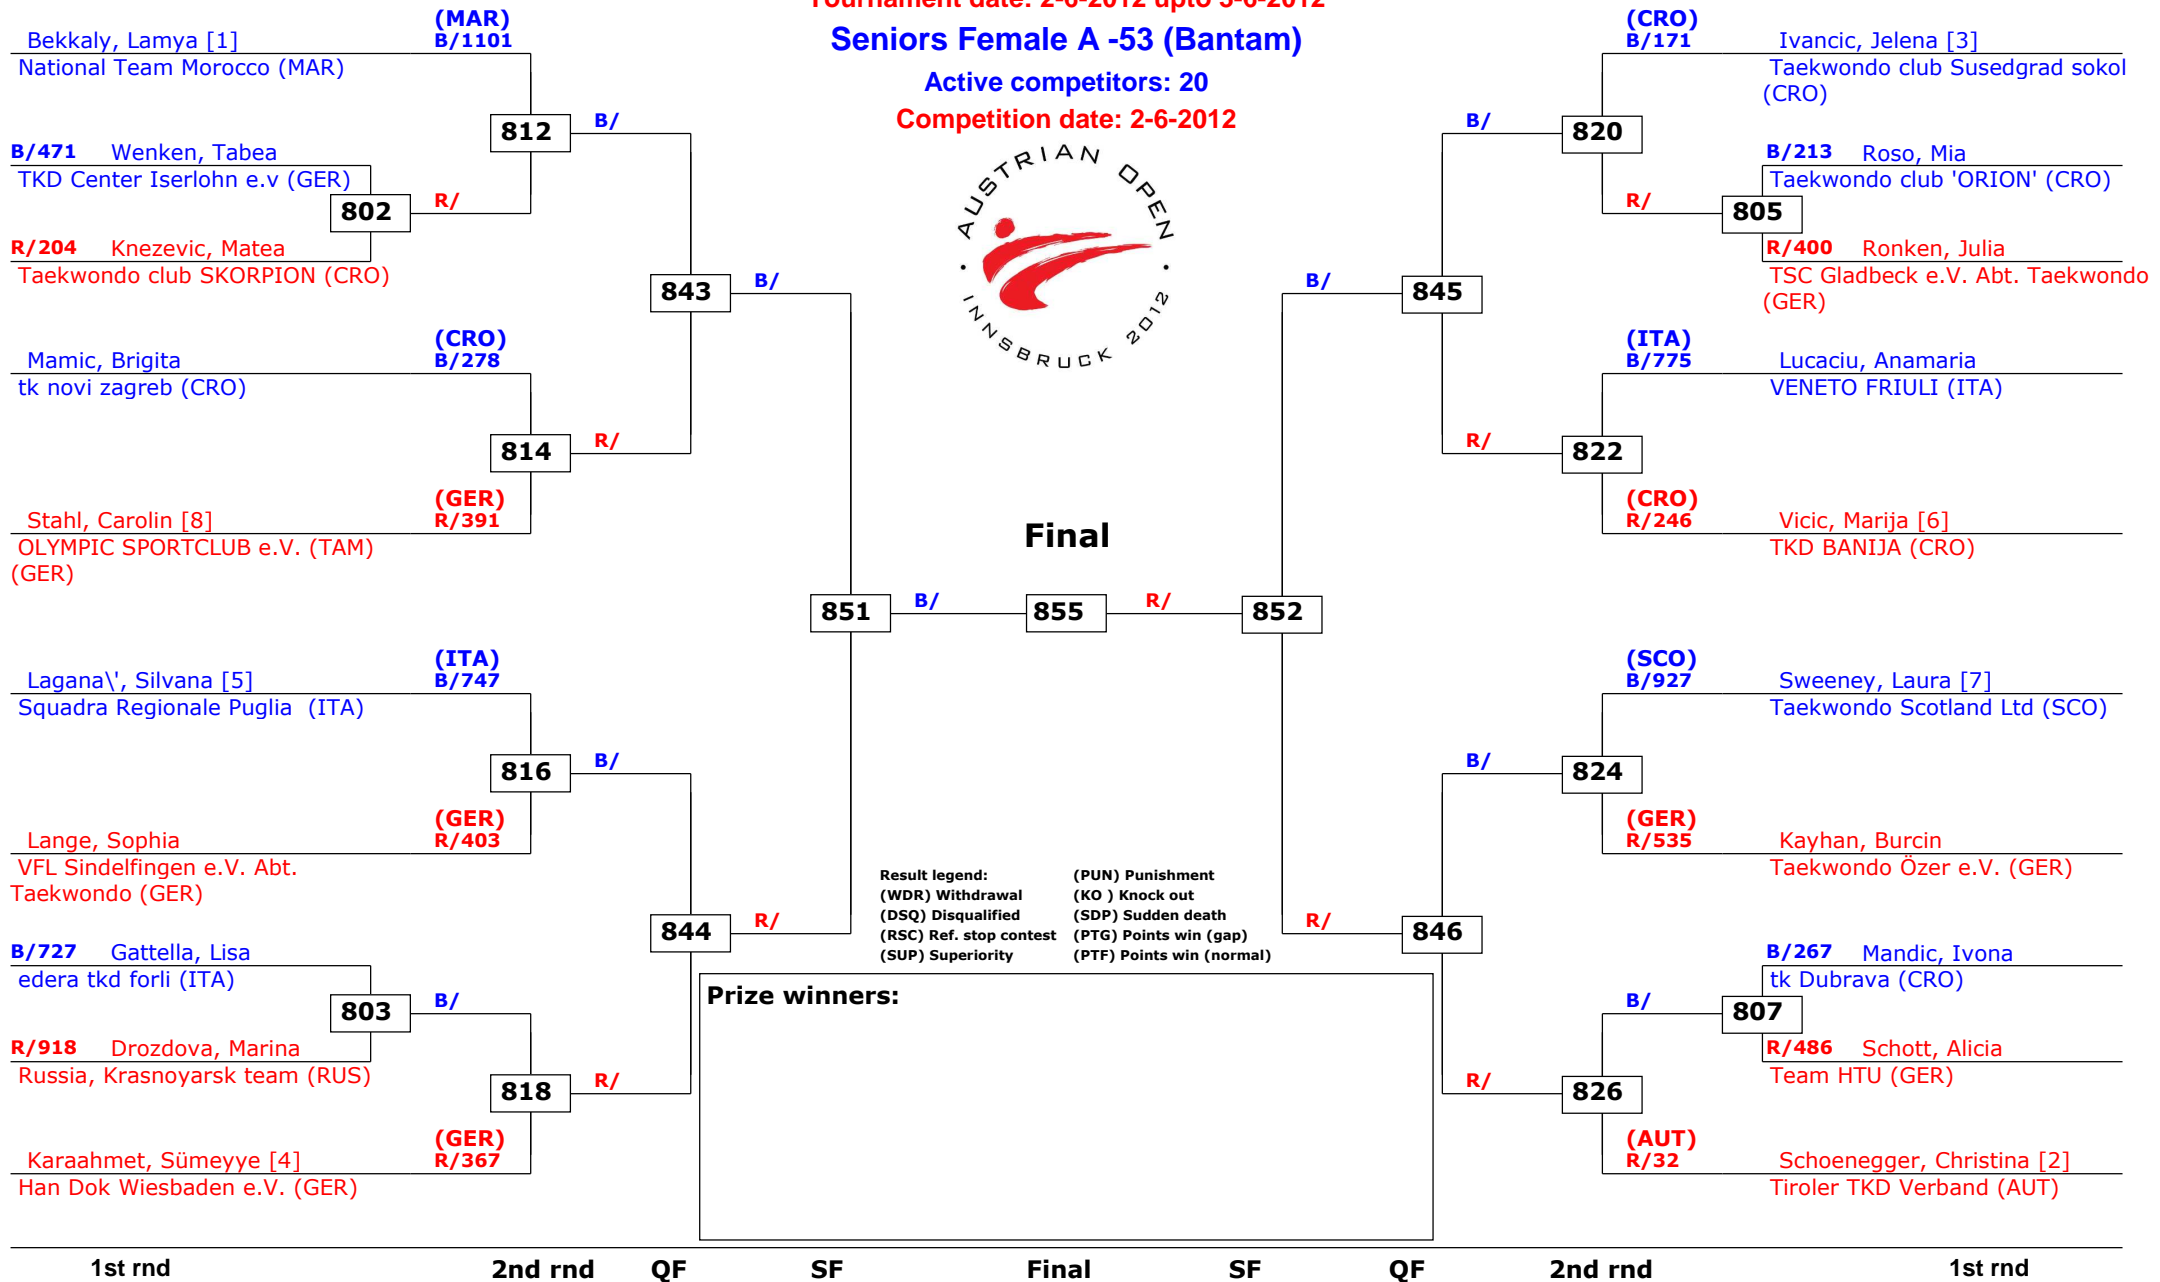 Tournament date: 2-6-2012 upto 3-6-2012
Seniors Female A -53 (Bantam)
Active competitors: 20
Competition date: 2-6-2012
AUSTRIAN OPEN
· INNSBRUCK 2012 ·
(MAR)
Bekkaly, Lamya [1] B/1101
National Team Morocco (MAR)
812
B/
B/471 Wenken, Tabea
TKD Center Iserlohn e.v (GER)
802
R/
R/204 Knezevic, Matea
Taekwondo club SKORPION (CRO)
843
B/
(CRO)
Mamic, Brigita B/278
tk novi zagreb (CRO)
814
R/
(GER)
Stahl, Carolin [8] R/391
OLYMPIC SPORTCLUB e.V. (TAM)
(GER)
851
B/
(ITA)
Lagana\', Silvana [5] B/747
Squadra Regionale Puglia (ITA)
816
B/
(GER)
Lange, Sophia R/403
VFL Sindelfingen e.V. Abt.
Taekwondo (GER)
844
R/
B/727 Gattella, Lisa
edera tkd forli (ITA)
803
B/
R/918 Drozdova, Marina
Russia, Krasnoyarsk team (RUS)
818
R/
(GER)
Karaahmet, Sümeyye [4] R/367
Han Dok Wiesbaden e.V. (GER)
Final
855
(CRO)
B/171 Ivancic, Jelena [3]
Taekwondo club Susedgrad sokol
(CRO)
B/
820
B/213 Roso, Mia
Taekwondo club 'ORION' (CRO)
R/
805
R/400 Ronken, Julia
TSC Gladbeck e.V. Abt. Taekwondo
(GER)
B/
845
(ITA)
B/775 Lucaciu, Anamaria
VENETO FRIULI (ITA)
R/
822
(CRO)
R/246 Vicic, Marija [6]
TKD BANIJA (CRO)
R/
852
(SCO)
B/927 Sweeney, Laura [7]
Taekwondo Scotland Ltd (SCO)
B/
824
(GER)
R/535 Kayhan, Burcin
Taekwondo Özer e.V. (GER)
R/
846
B/267 Mandic, Ivona
tk Dubrava (CRO)
B/
807
R/486 Schott, Alicia
Team HTU (GER)
R/
826
(AUT)
R/32 Schoenegger, Christina [2]
Tiroler TKD Verband (AUT)
Result legend: (PUN) Punishment
(WDR) Withdrawal (KO ) Knock out
(DSQ) Disqualified (SDP) Sudden death
(RSC) Ref. stop contest (PTG) Points win (gap)
(SUP) Superiority (PTF) Points win (normal)
Prize winners:
1st rnd 2nd rnd QF SF Final SF QF 2nd rnd 1st rnd